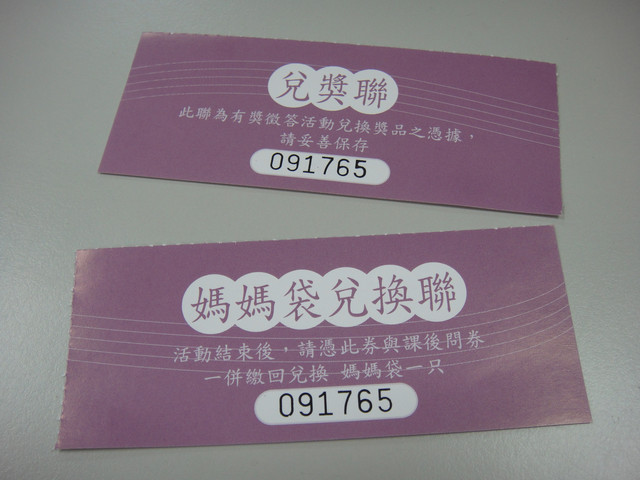 兌獎聯
此聯為有獎徵答活動兌換獎品之憑據，
請妥善保存
091765
媽媽袋兌換聯
活動結束後，請憑此券與課後問券
一併繳回兌換 媽媽袋一只
091765